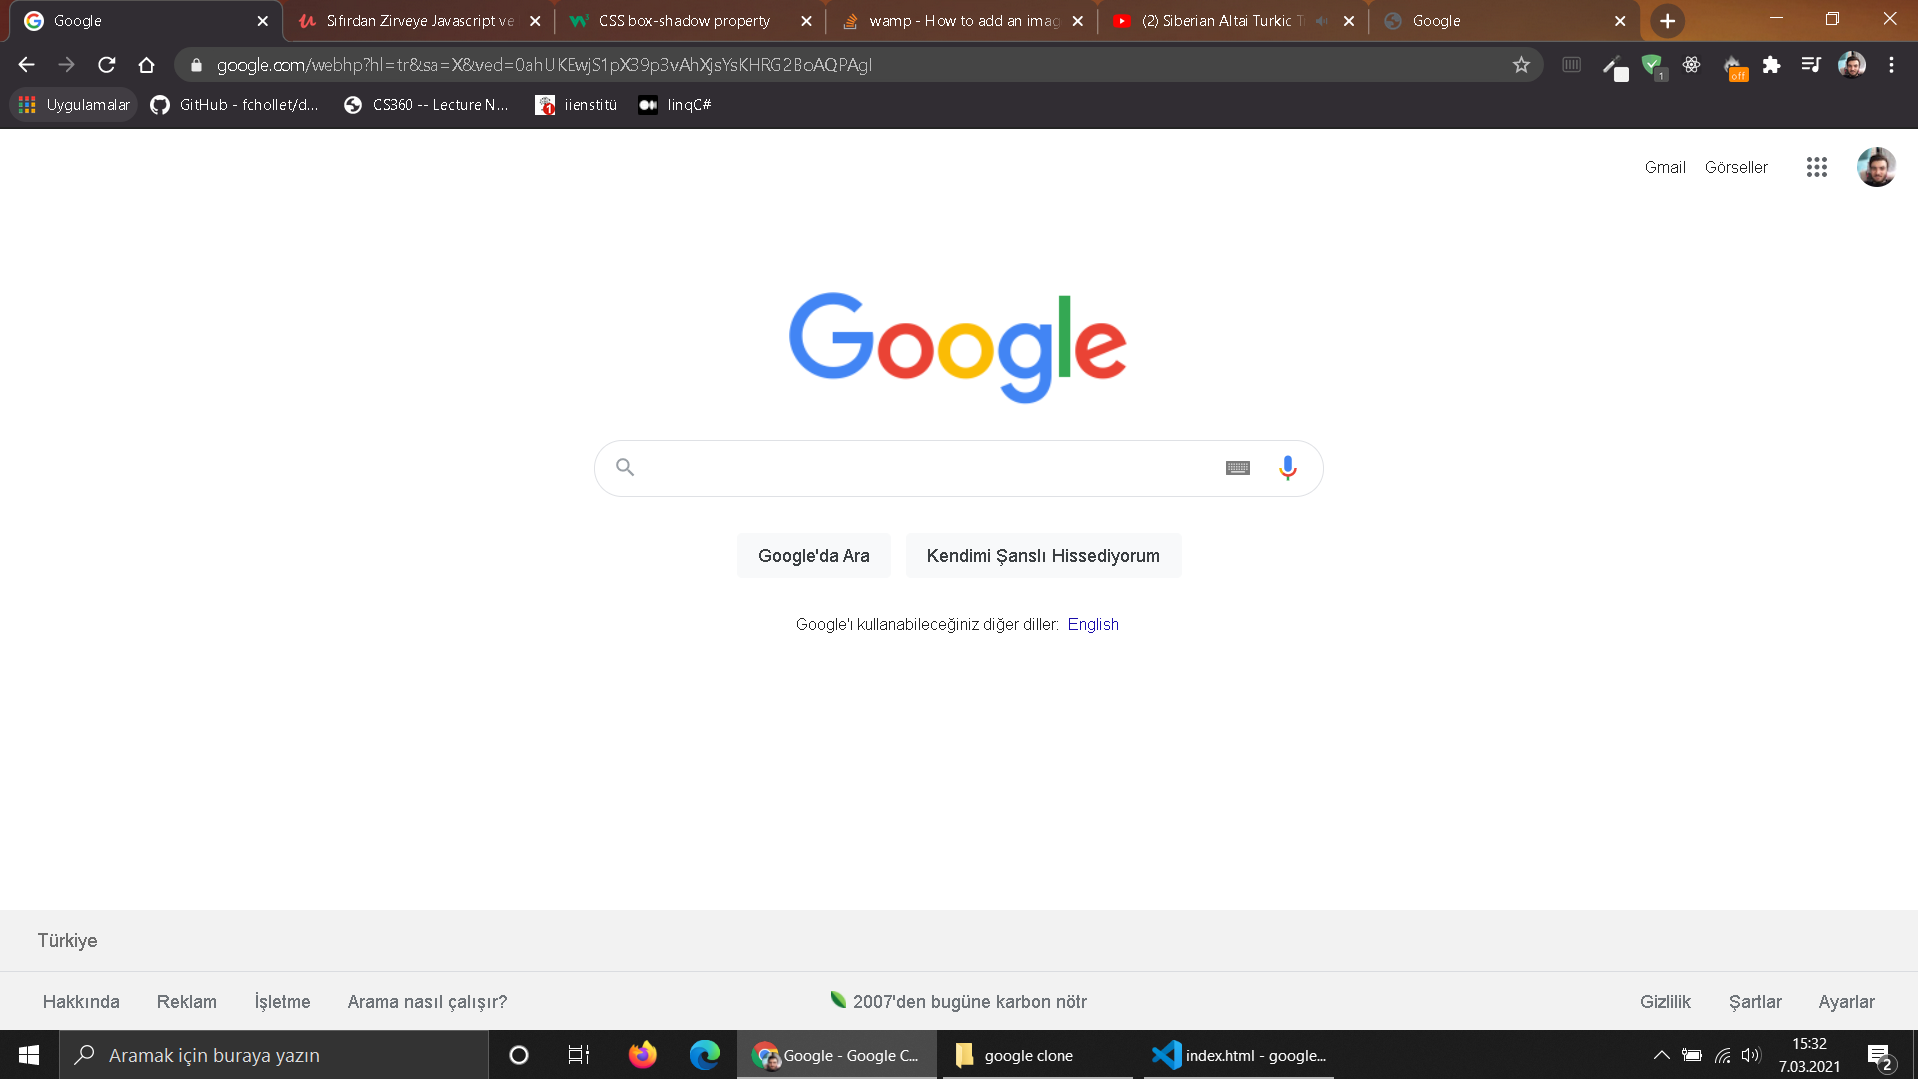 Google
Sıfırdan Zirveye Javascript ve
CSS box-shadow property
wamp - How to add an imag
(2) Siberian Altai Turkic T
Google
google.com/webhp?hl=tr&sa=X&ved=0ahUKEwjS1pX39p3vAhXjsYsKHRG2BoAQPAgI
1
off
Uygulamalar
GitHub - fchollet/d...
CS360 -- Lecture N...
iienstitü
linqC#
Gmail
Görseller
Google
Google'da Ara
Kendimi Şanslı Hissediyorum
Google'ı kullanabileceğiniz diğer diller: English
Türkiye
Hakkında
Reklam
İşletme
Arama nasıl çalışır?
2007'den bugüne karbon nötr
Gizlilik
Şartlar
Ayarlar
Aramak için buraya yazın
Google - Google C...
google clone
index.html - google...
15:32
7.03.2021
2